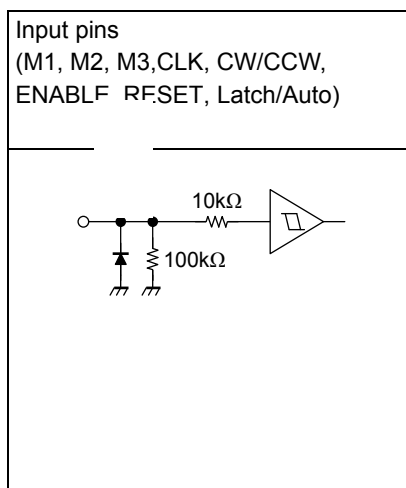 Input pins
(M1, M2, M3,CLK, CW/CCW,
ENABLE RESET, Latch/Auto)
10kΩ
100kΩ